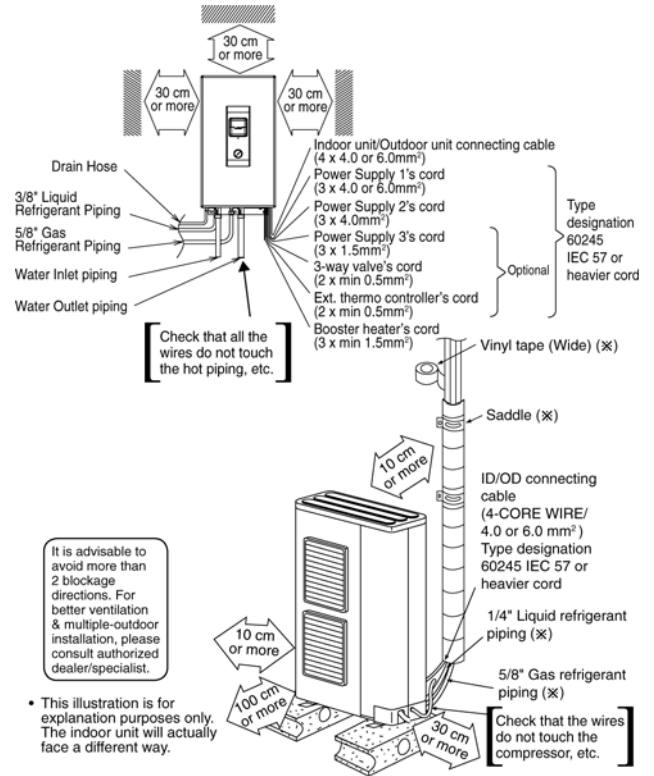 30 cm
or more
30 cm
or more
30 cm
or more
Drain Hose
3/8" Liquid
Refrigerant Piping
5/8" Gas
Refrigerant Piping
Water Inlet piping
Water Outlet piping
Check that all the
wires do not touch
the hot piping, etc.
Indoor unit/Outdoor unit connecting cable
(4 x 4.0 or 6.0mm²)
Power Supply 1's cord
(3 x 4.0 or 6.0mm²)
Power Supply 2's cord
(3 x 4.0mm²)
Power Supply 3's cord
(3 x 1.5mm²)
3-way valve's cord
(2 x min 0.5mm²)
Ext. thermo controller's cord
(2 x min 0.5mm²)
Booster heater's cord
(3 x min 1.5mm²)
Optional
Type
designation
60245
IEC 57 or
heavier cord
Vinyl tape (Wide) (※)
Saddle (※)
10 cm
or more
ID/OD connecting
cable
(4-CORE WIRE/
4.0 or 6.0 mm²)
Type designation
60245 IEC 57 or
heavier cord
1/4" Liquid refrigerant
piping (※)
5/8" Gas refrigerant
piping (※)
Check that the wires
do not touch the
compressor, etc.
It is advisable to
avoid more than
2 blockage
directions. For
better ventilation
& multiple-outdoor
installation, please
consult authorized
dealer/specialist.
10 cm
or more
100 cm
or more
30 cm
or more
• This illustration is for
explanation purposes only.
The indoor unit will actually
face a different way.